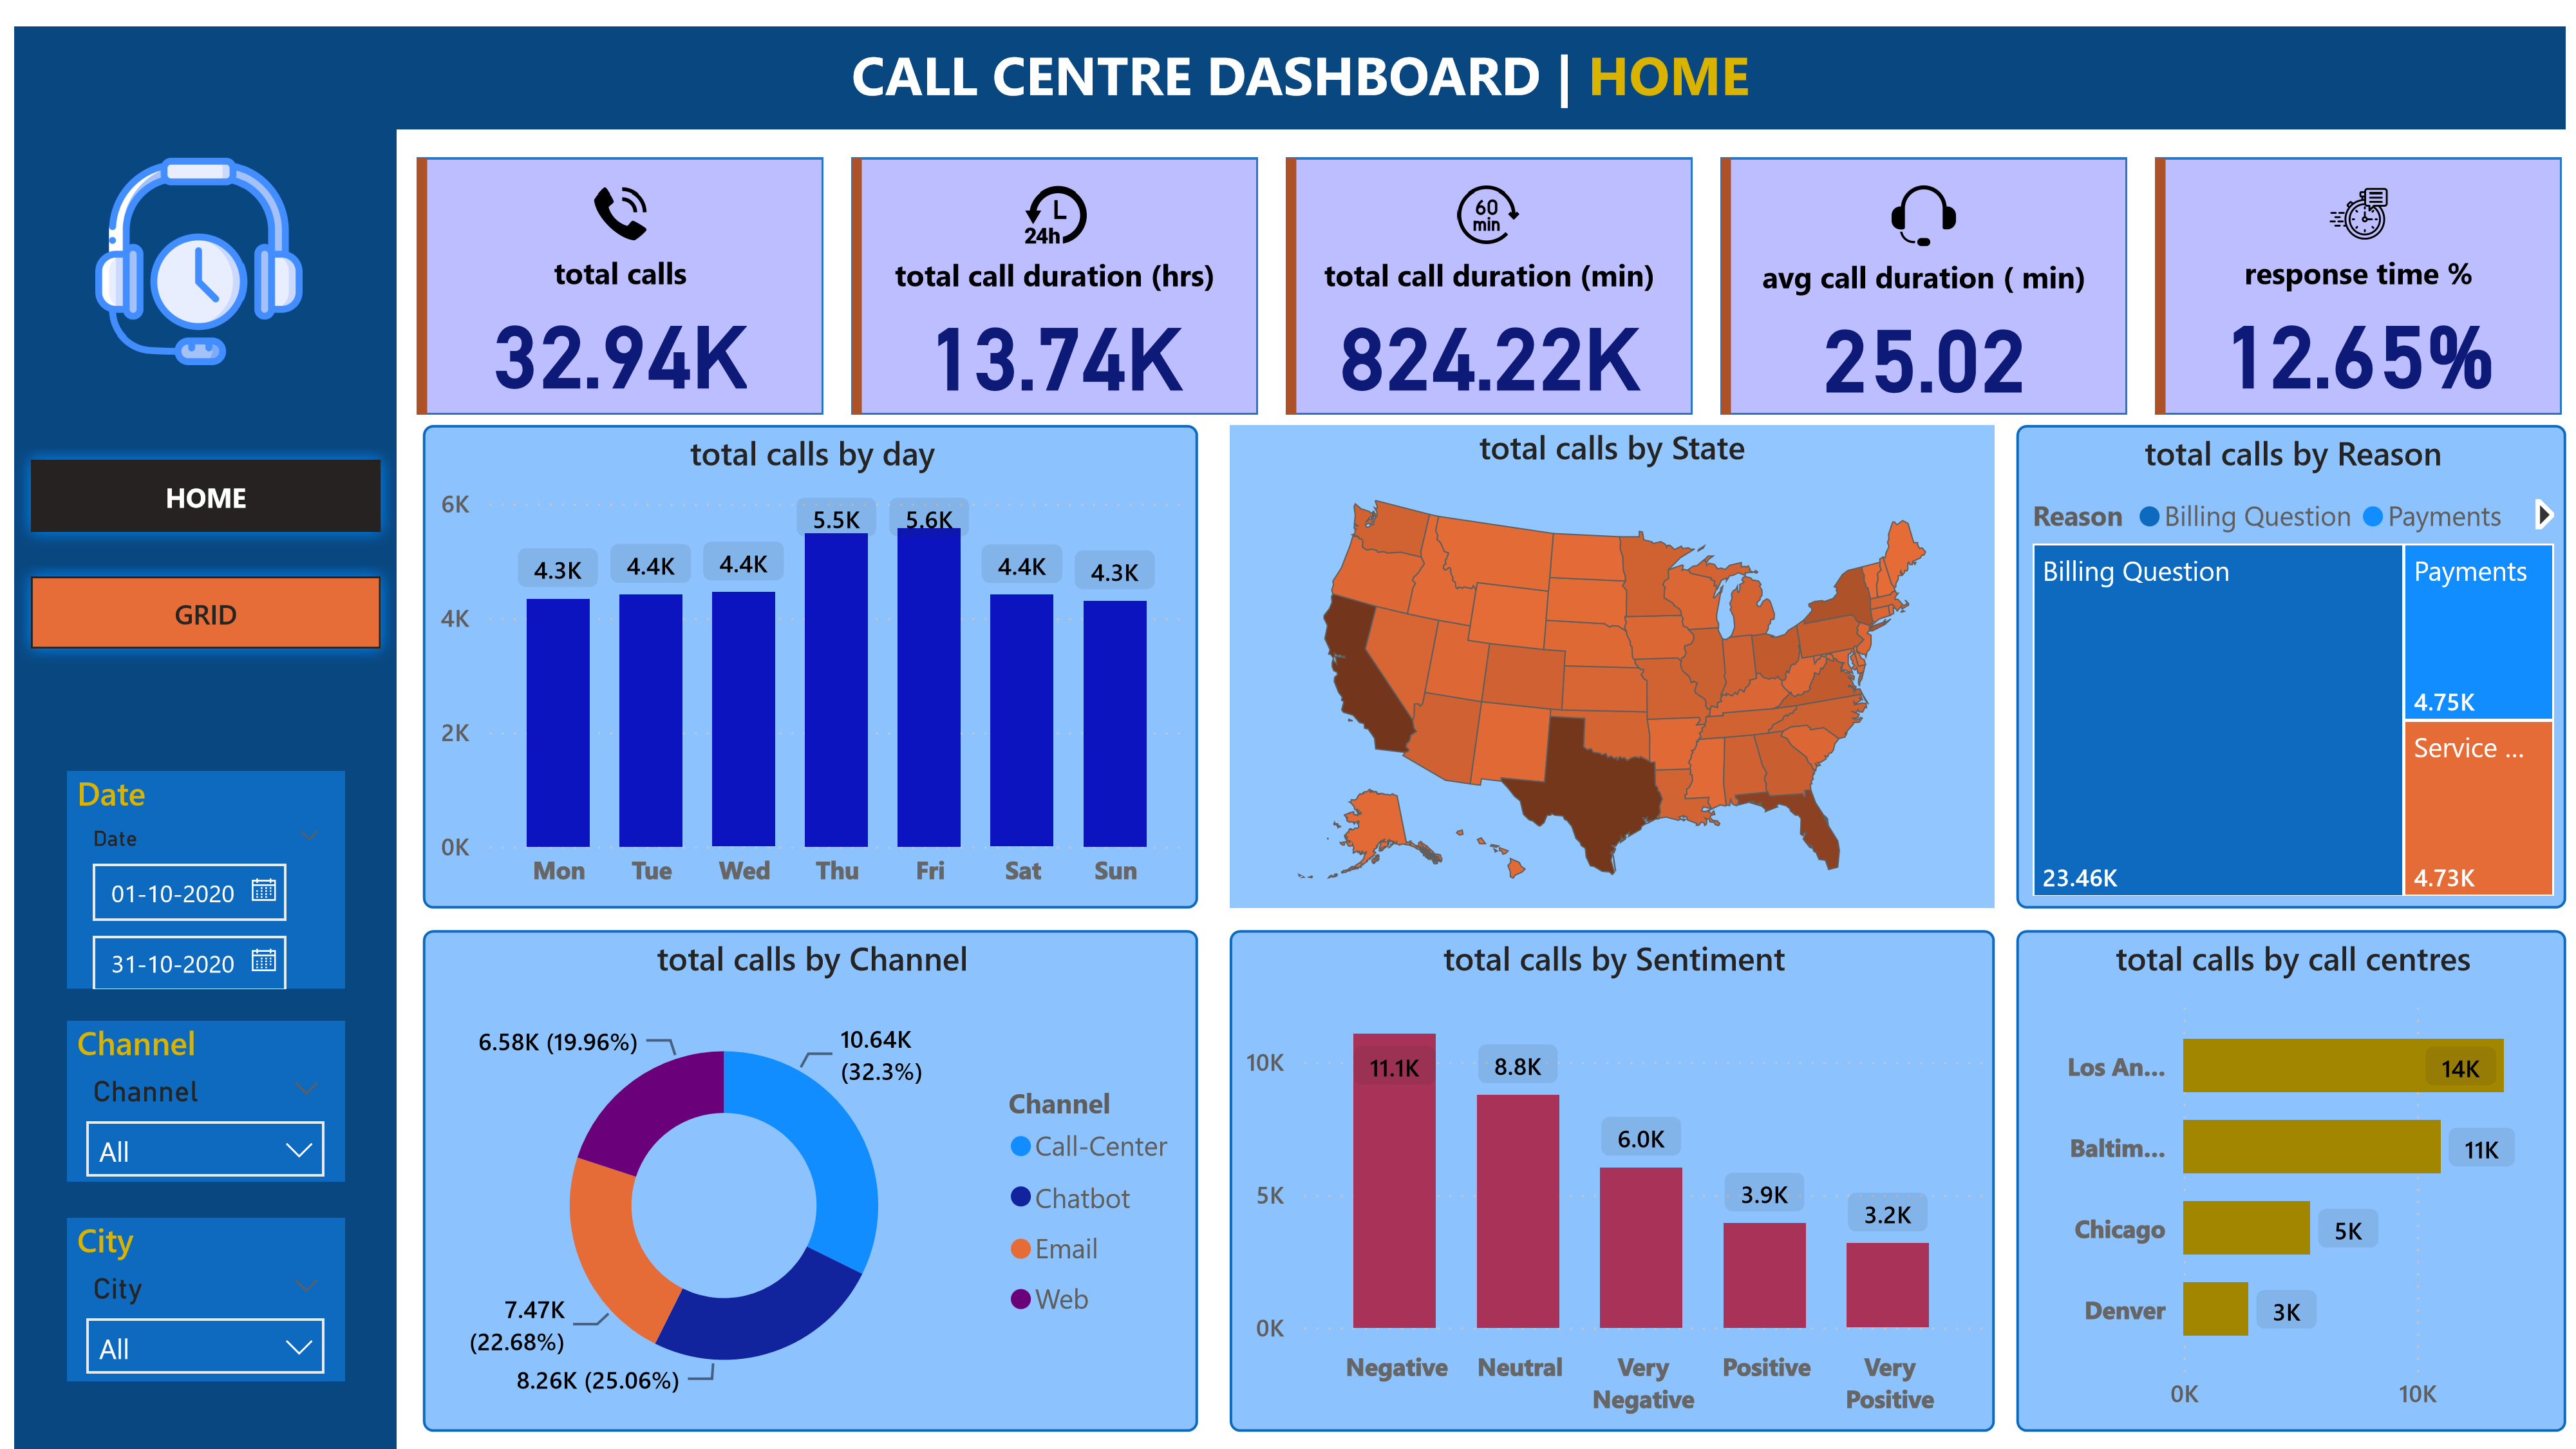 CALL CENTRE DASHBOARD | HOME
total calls
32.94K
24h
total call duration (hrs)
13.74K
60
min
total call duration (min)
824.22K
avg call duration ( min)
25.02
response time %
12.65%
HOME
GRID
Date
Date
01-10-2020
31-10-2020
Channel
Channel
All
City
City
All
total calls by day
6K
4K
2K
0K
4.3K
4.4K
4.4K
5.5K
5.6K
4.4K
4.3K
Mon
Tue
Wed
Thu
Fri
Sat
Sun
total calls by State
total calls by Reason
Reason Billing Question Payments
Billing Question
23.46K
Payments
4.75K
Service ...
4.73K
total calls by Channel
6.58K (19.96%)
10.64K
(32.3%)
7.47K
(22.68%)
8.26K (25.06%)
Channel
Call-Center
Chatbot
Email
Web
total calls by Sentiment
10K
5K
0K
11.1K
8.8K
6.0K
3.9K
3.2K
Negative
Neutral
Very
Negative
Positive
Very
Positive
total calls by call centres
Los An...
14K
Baltim...
11K
Chicago
5K
Denver
3K
0K
10K